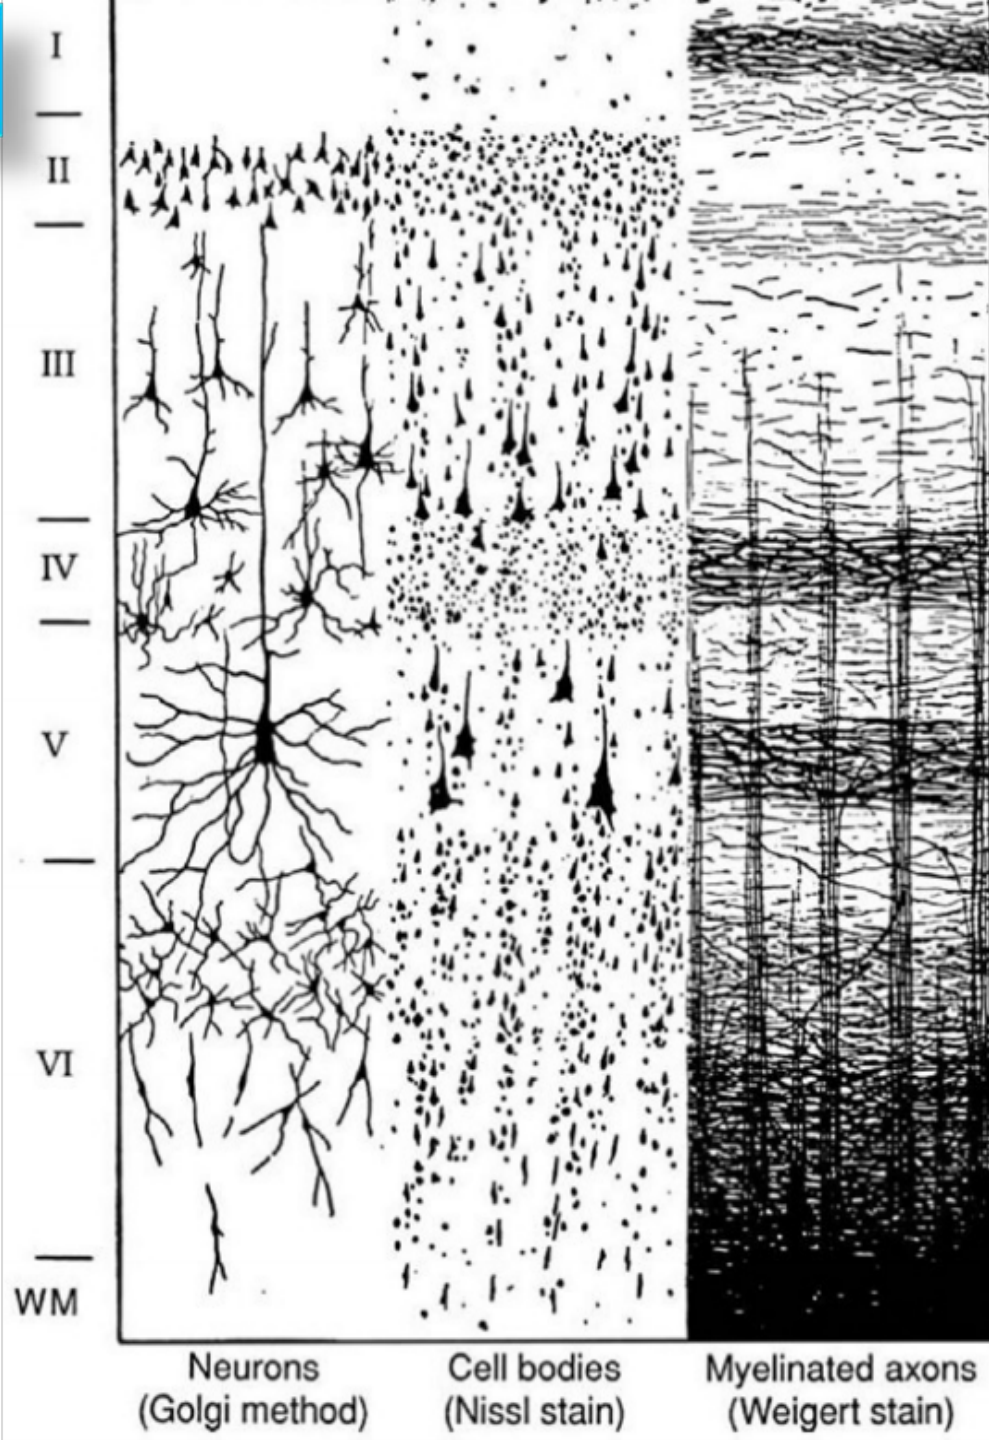 I
II
III
IV
V
VI
WM
Neurons
(Golgi method)
Cell bodies
(Nissl stain)
Myelinated axons
(Weigert stain)